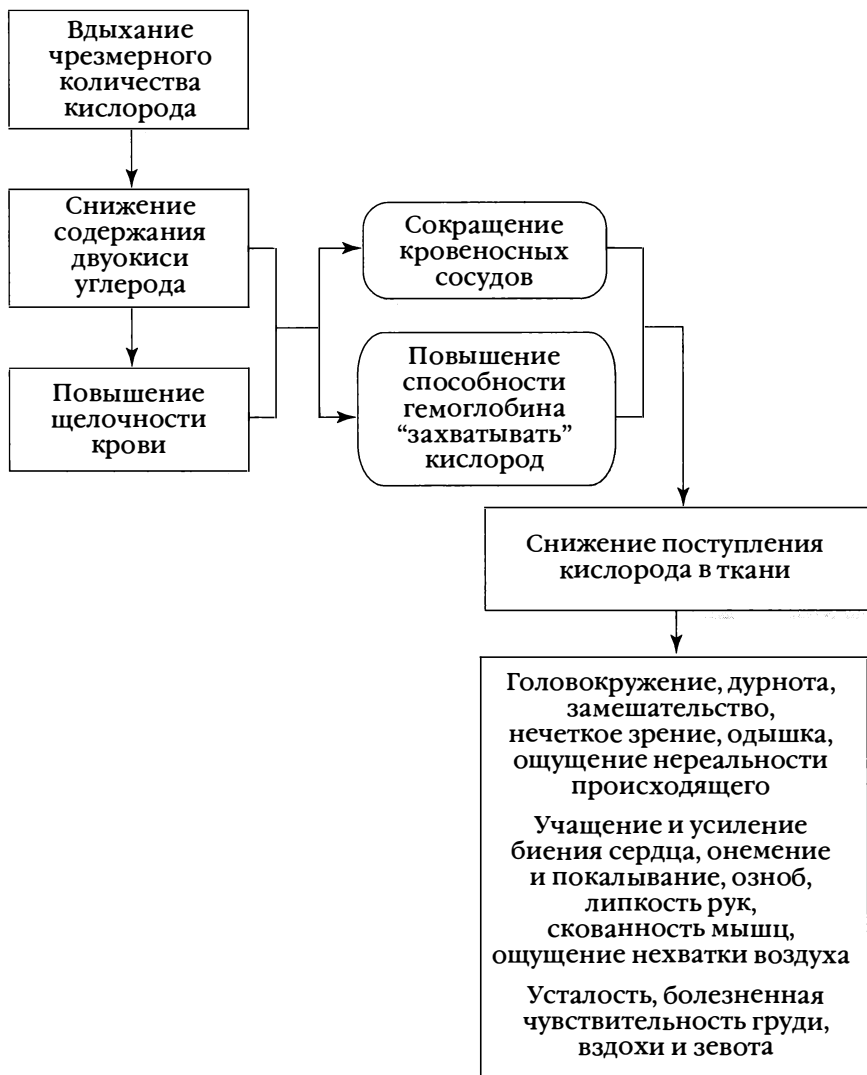 Вдыхание
чрезмерного
количества
кислорода
Снижение
содержания
двуокиси
углерода
Повышение
щелочности
крови
Сокращение
кровеносных
сосудов
Повышение
способности
гемоглобина
“захватывать”
кислород
Снижение поступления
кислорода в ткани
Головокружение, дурнота,
замешательство,
нечеткое зрение, одышка,
ощущение нереальности
происходящего
Учащение и усиление
биения сердца, онемение
и покалывание, озноб,
липкость рук,
скованность мышц,
ощущение нехватки воздуха
Усталость, болезненная
чувствительность груди,
вздохи и зевота